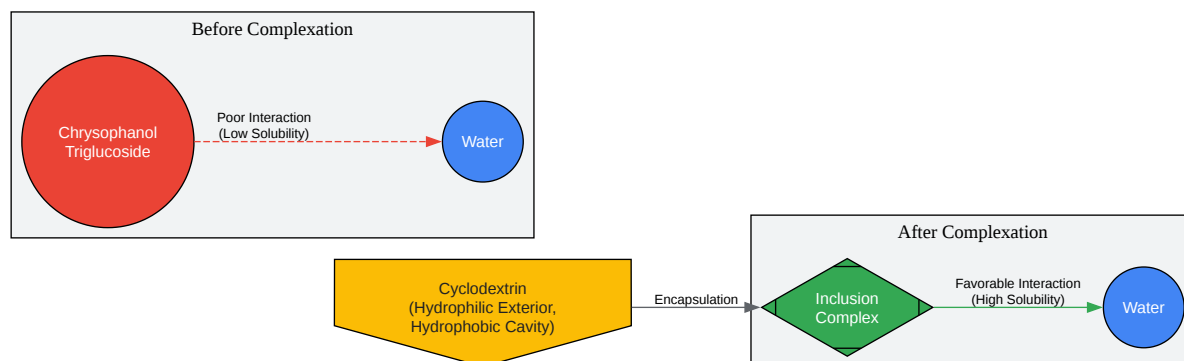 Before Complexation
Chrysophanol
Triglucoside
Poor Interaction
(Low Solubility)
Water
Cyclodextrin
(Hydrophilic Exterior,
Hydrophobic Cavity)
Encapsulation
After Complexation
Inclusion
Complex
Favorable Interaction
(High Solubility)
Water